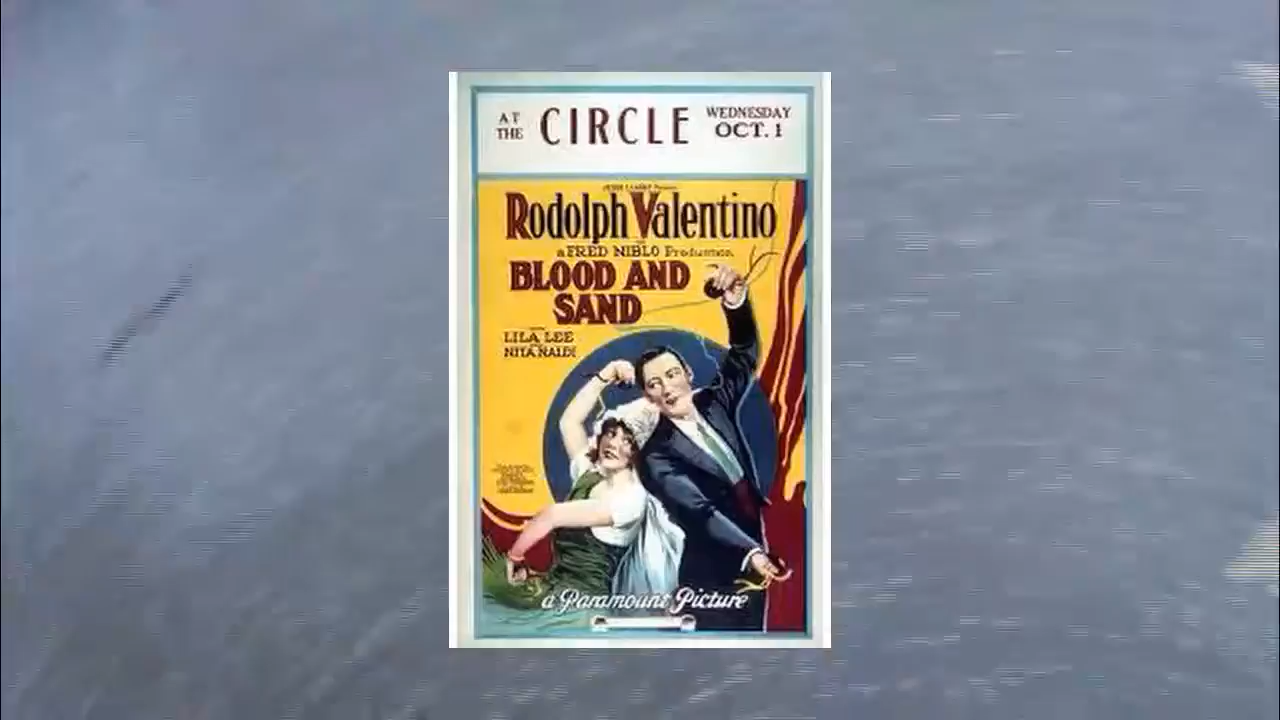 AT THE CIRCLE WEDNESDAY OCT. 1
Rodolph Valentino
a FRED NIBLO Production
BLOOD AND
SAND
LILA LEE
NITA NALDI
a Paramount Picture